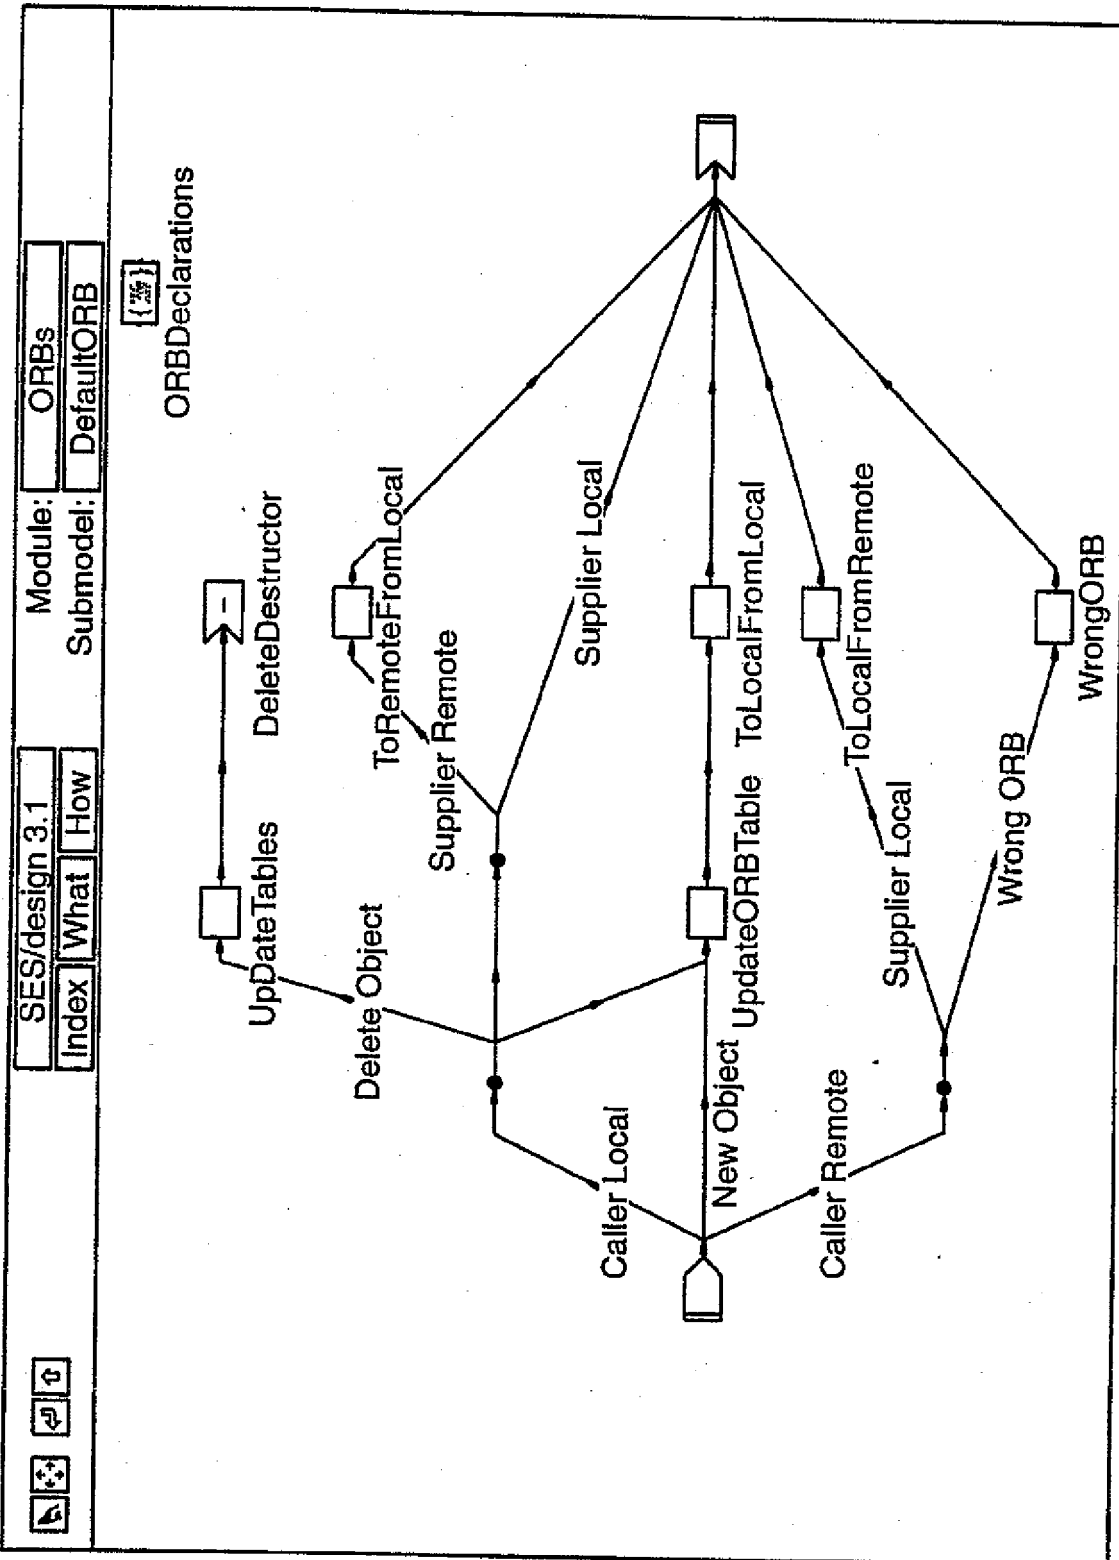 SES/design 3.1
Module: ORBs
Index What How
Submodel: DefaultORB
ORBDeclarations
UpDateTables
DeleteDestructor
Delete Object
ToRemoteFromLocal
Supplier Remote
Supplier Local
Caller Local
New Object
UpdateORBTable
ToLocalFromLocal
Caller Remote
ToLocalFromRemote
Supplier Local
Wrong ORB
WrongORB